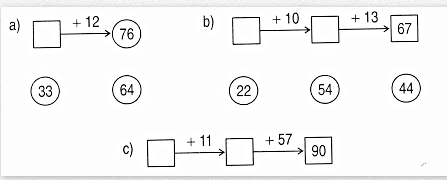 a) + 12 76
b) + 10 + 13 67
33 64 22 54 44
c) + 11 + 57 90